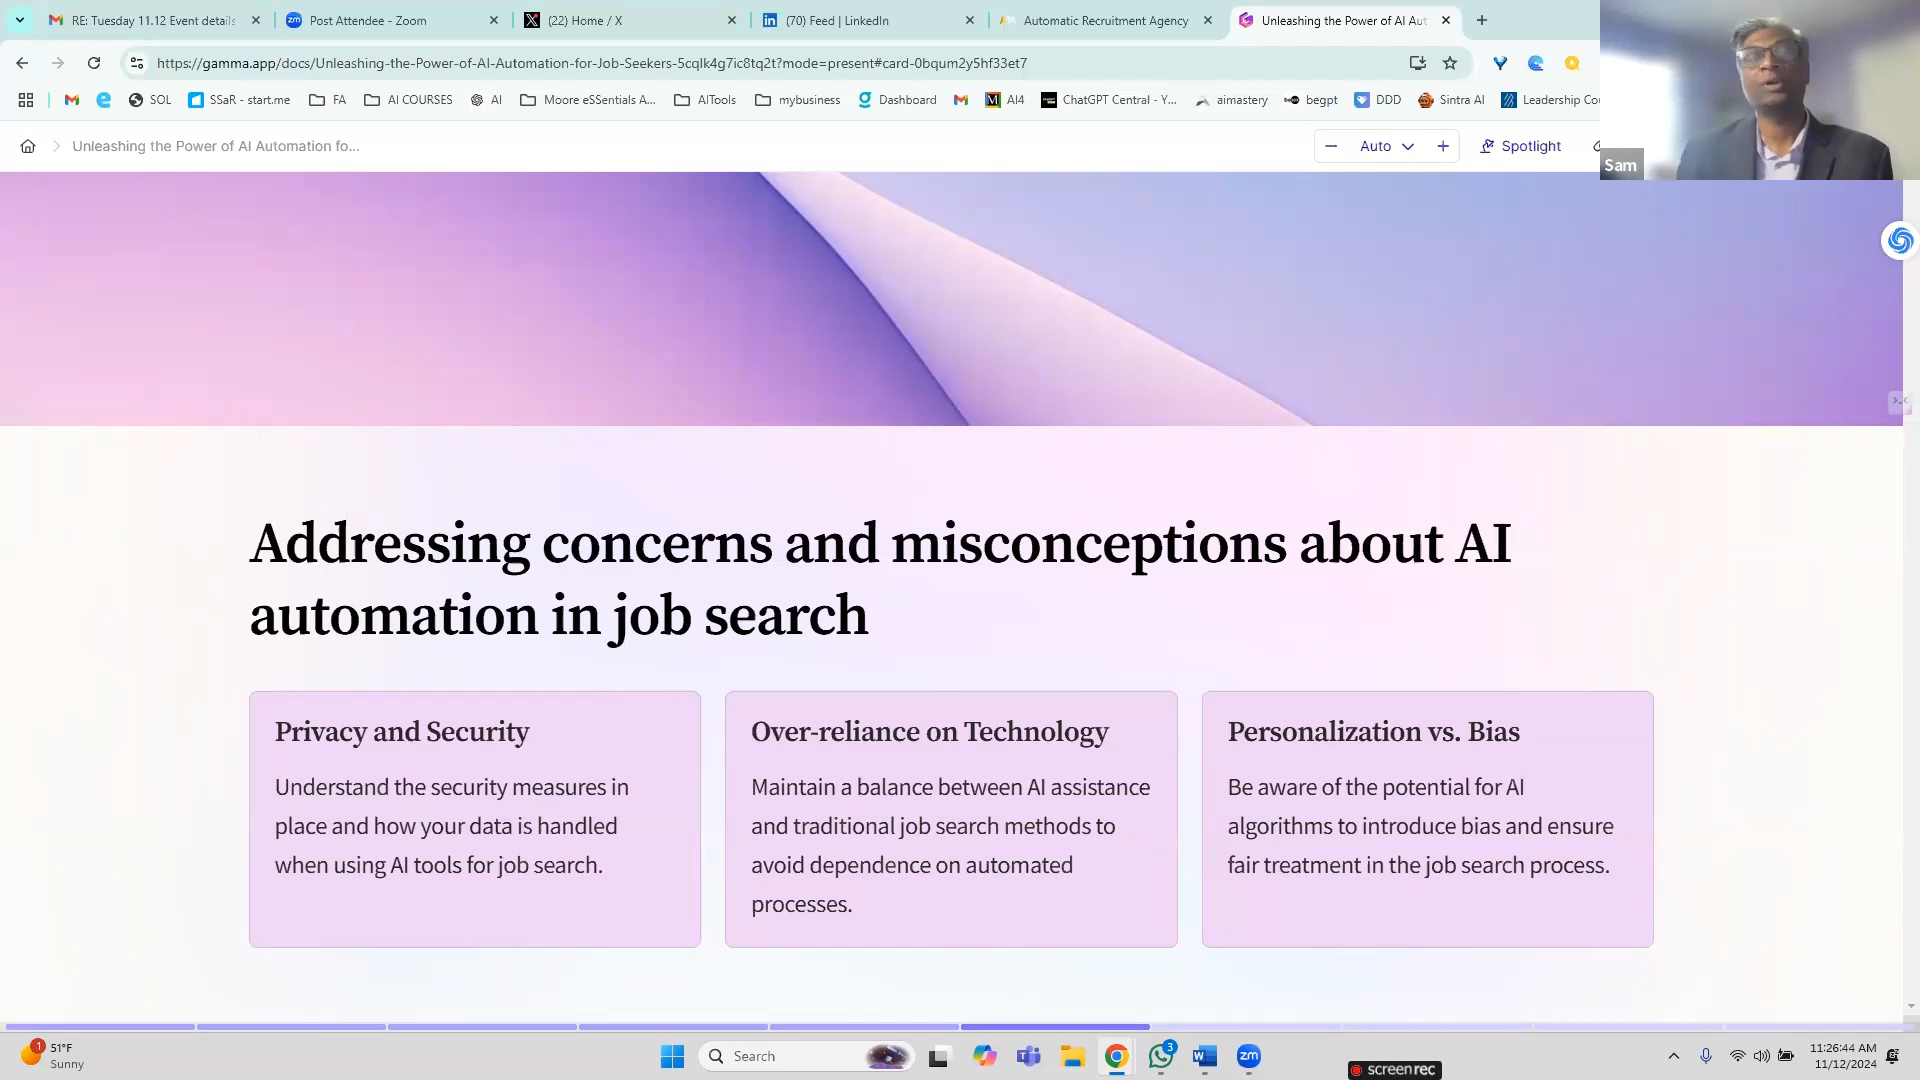 RE: Tuesday 11.12 Event details
zm Post Attendee - Zoom
(22) Home / X
(70) Feed | LinkedIn
Automatic Recruitment Agency
Unleashing the Power of AI Aut
https://gamma.app/docs/Unleashing-the-Power-of-AI-Automation-for-Job-Seekers-5cqlk4g7ic8tq2t?mode=present#card-0bqum2y5hf33et7
SOL
SSaR - start.me
FA
AI COURSES
AI
Moore eSSentials A...
AITools
mybusiness
Dashboard
AI4
ChatGPT Central - Y...
aimastery
begpt
DDD
Sintra AI
Leadership Cou
Unleashing the Power of AI Automation fo...
Auto
Spotlight
Sam
Addressing concerns and misconceptions about AI
automation in job search
Privacy and Security
Understand the security measures in
place and how your data is handled
when using AI tools for job search.
Over-reliance on Technology
Maintain a balance between AI assistance
and traditional job search methods to
avoid dependence on automated
processes.
Personalization vs. Bias
Be aware of the potential for AI
algorithms to introduce bias and ensure
fair treatment in the job search process.
1
51°F
Sunny
Search
3
zm
screenrec
11:26:44 AM
11/12/2024